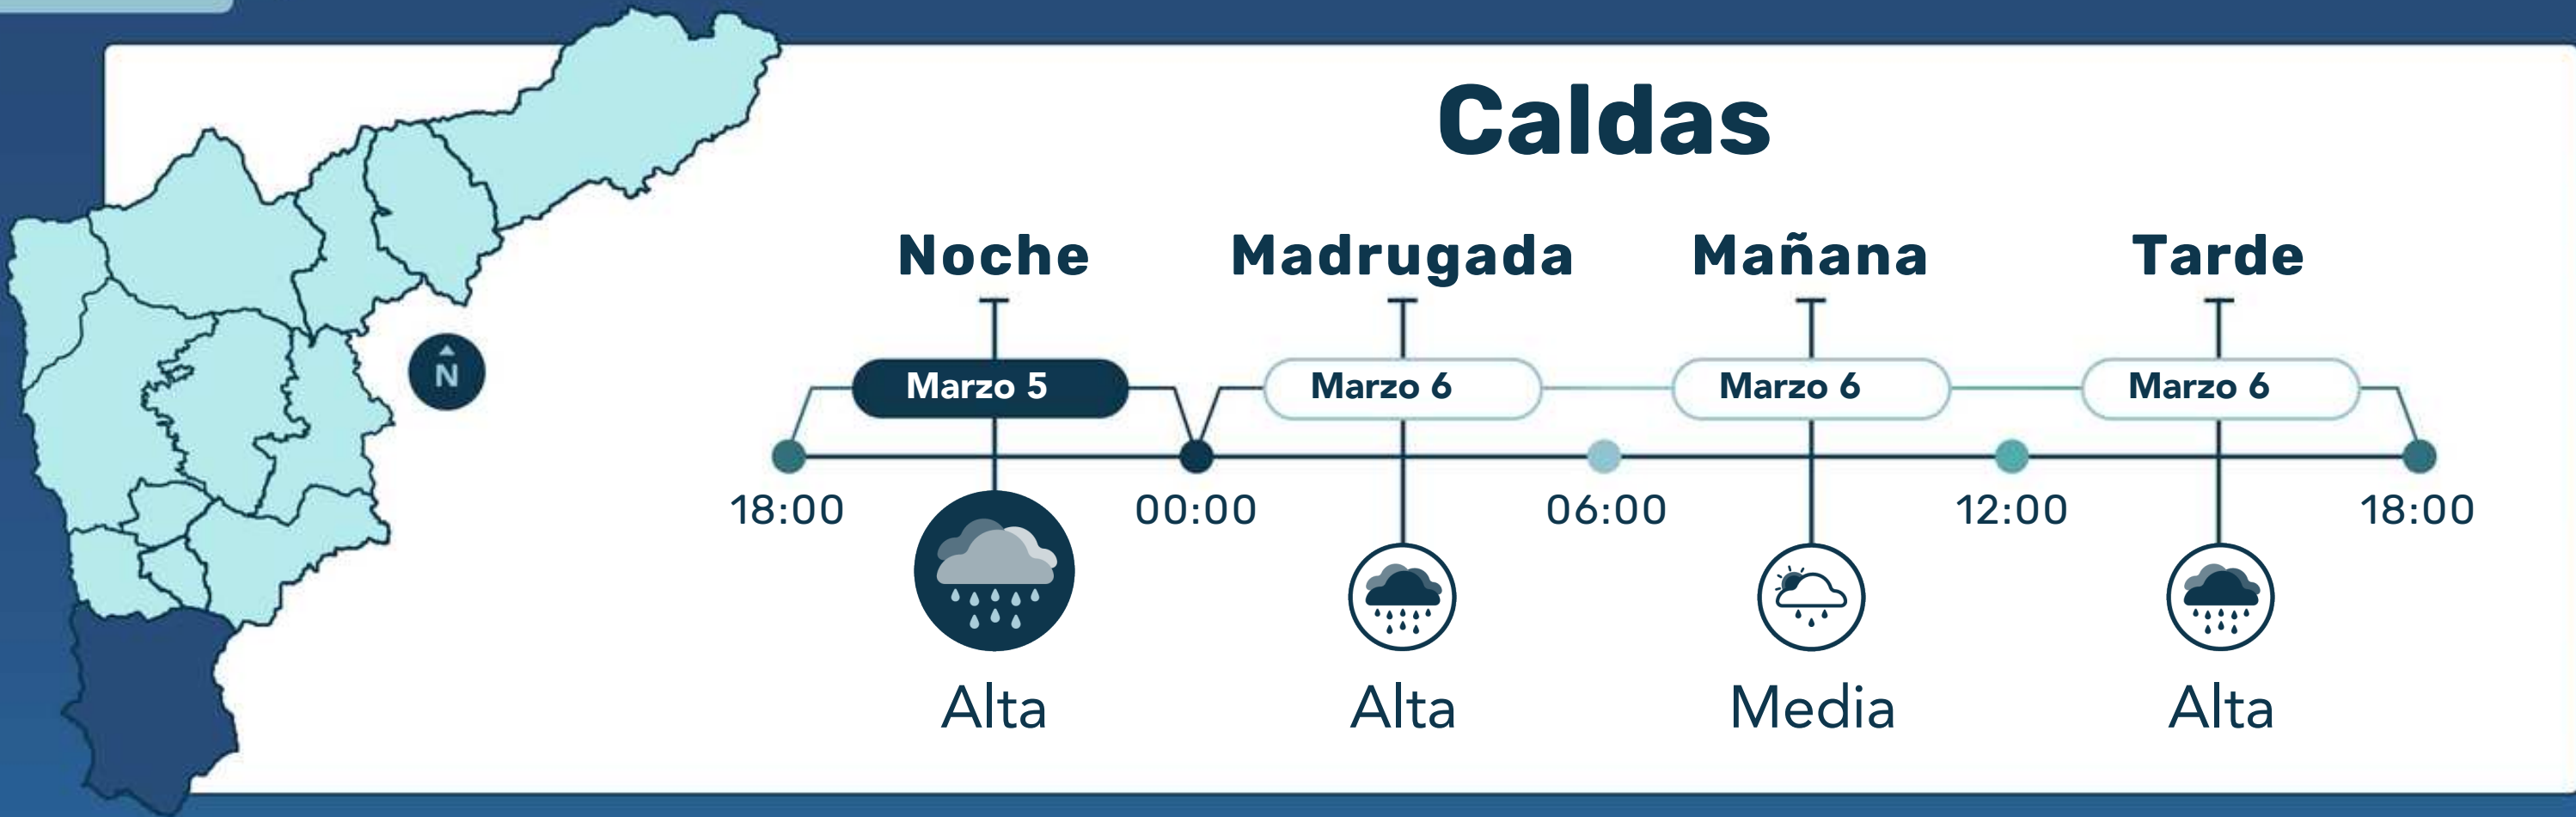 Caldas
Noche
Madrugada
Mañana
Tarde
N
Marzo 5
Marzo 6
Marzo 6
Marzo 6
18:00
00:00
06:00
12:00
18:00
Alta
Alta
Media
Alta